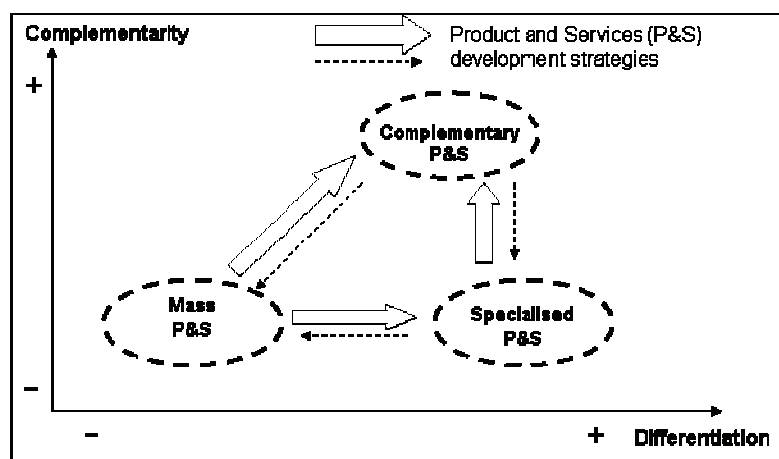 Complementarity
Product and Services (P&S)
development strategies
+
Complementary
P&S
Mass
P&S
Specialised
P&S
−
− + Differentiation